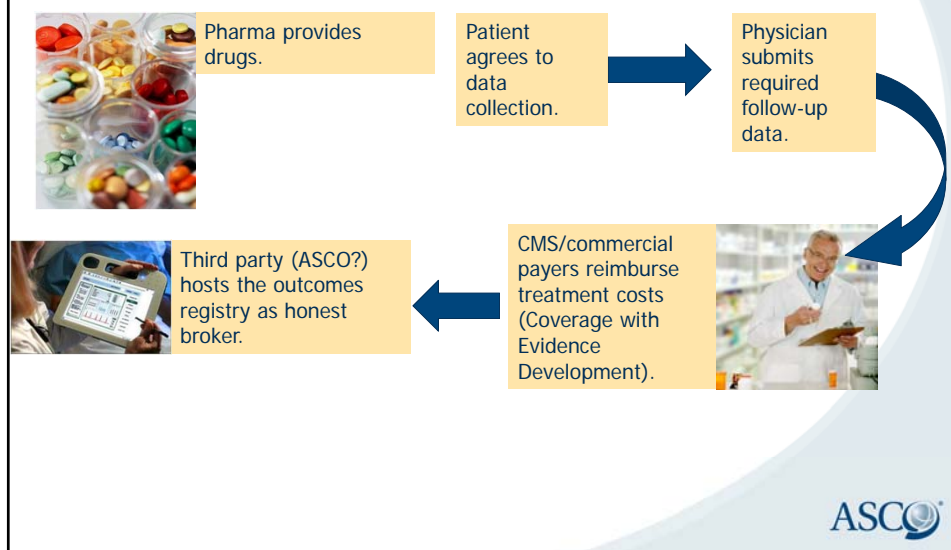 Pharma provides
drugs.
Patient
agrees to
data
collection.
Physician
submits
required
follow-up
data.
CMS/commercial
payers reimburse
treatment costs
(Coverage with
Evidence
Development).
Third party (ASCO?)
hosts the outcomes
registry as honest
broker.
ASCO